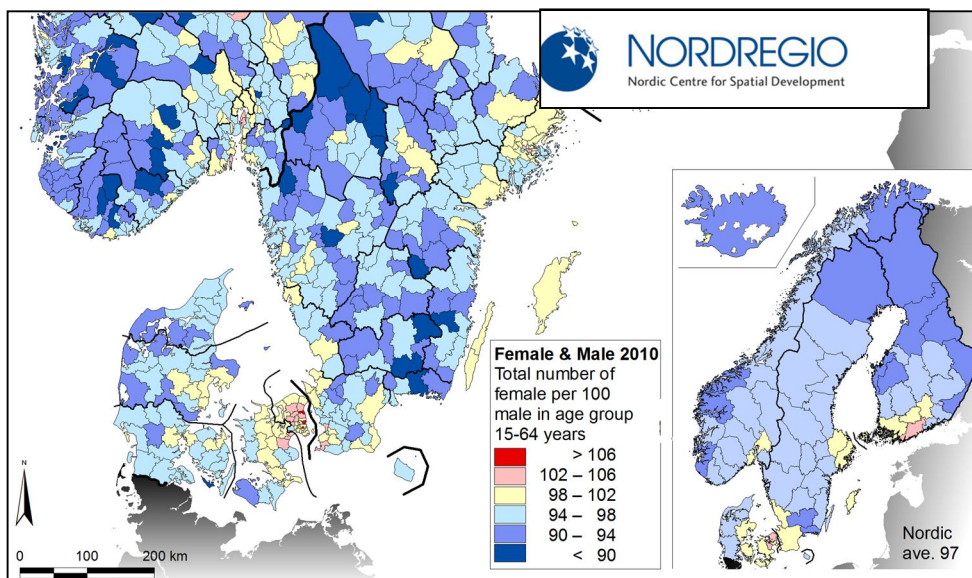 NORDREGIO
Nordic Centre for Spatial Development
Female & Male 2010
Total number of
female per 100
male in age group
15-64 years
> 106
102 – 106
98 – 102
94 – 98
90 – 94
< 90
Nordic
ave. 97
N
0 100 200 km